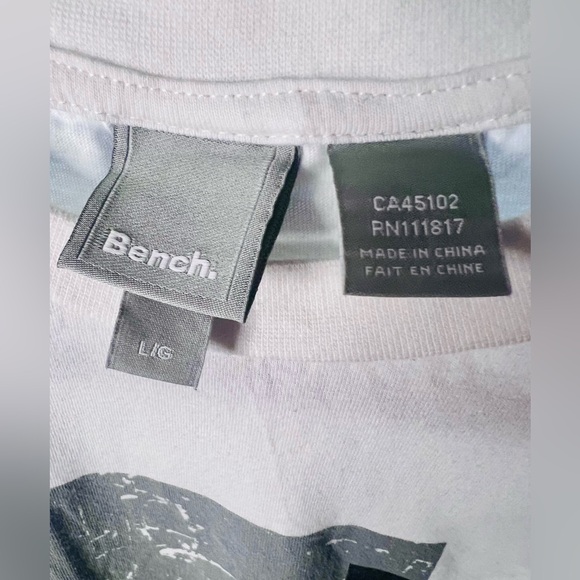 Bench.
L/G
CA45102
RN111817
MADE IN CHINA
FAIT EN CHINE